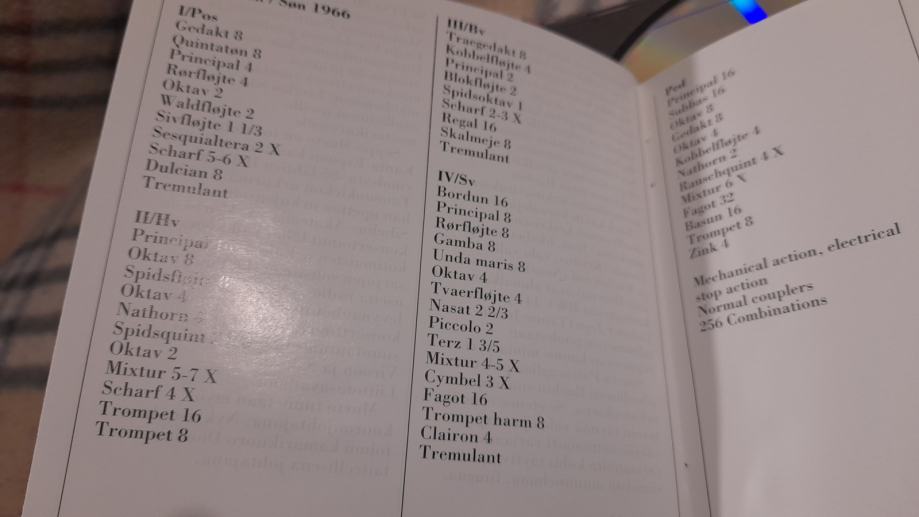 Søn 1966
I/Pos
Gedakt 8
Quintatøn 8
Principal 4
Rørfløjte 4
Oktav 2
Waldfløjte 2
Sivfløjte 1 1/3
Sesquialtera 2 X
Scharf 5-6 X
Dulcian 8
Tremulant
II/Hv
Principal
Oktav 8
Oktav 4
Nathorn
Spidsquint
Oktav 2
Mixtur 5-7 X
Scharf 4 X
Trompet 16
Trompet 8
III/Bv
Traegedakt 8
Kobbelfløjte 4
Principal 2
Blokfløjte 2
Spidsoktav 1
Scharf 2-3 X
Regal 16
Skalmeje 8
Tremulant
IV/Sv
Bordun 16
Principal 8
Rørfløjte 8
Gamba 8
Unda maris 8
Oktav 4
Tvaerfløjte 4
Nasat 2 2/3
Piccolo 2
Terz 1 3/5
Mixtur 4-5 X
Cymbel 3 X
Fagot 16
Trompet harm 8
Clairon 4
Tremulant
Ped
Principal 16
Subbas 16
Oktav 8
Gedakt 8
Oktav 4
Kobbelfløjte 4
Nathorn 2
Rauschquint 4 X
Mixtur 6 X
Fagot 32
Basun 16
Trompet 8
Zink 4
Mechanical action, electrical
stop action
Normal couplers
256 Combinations